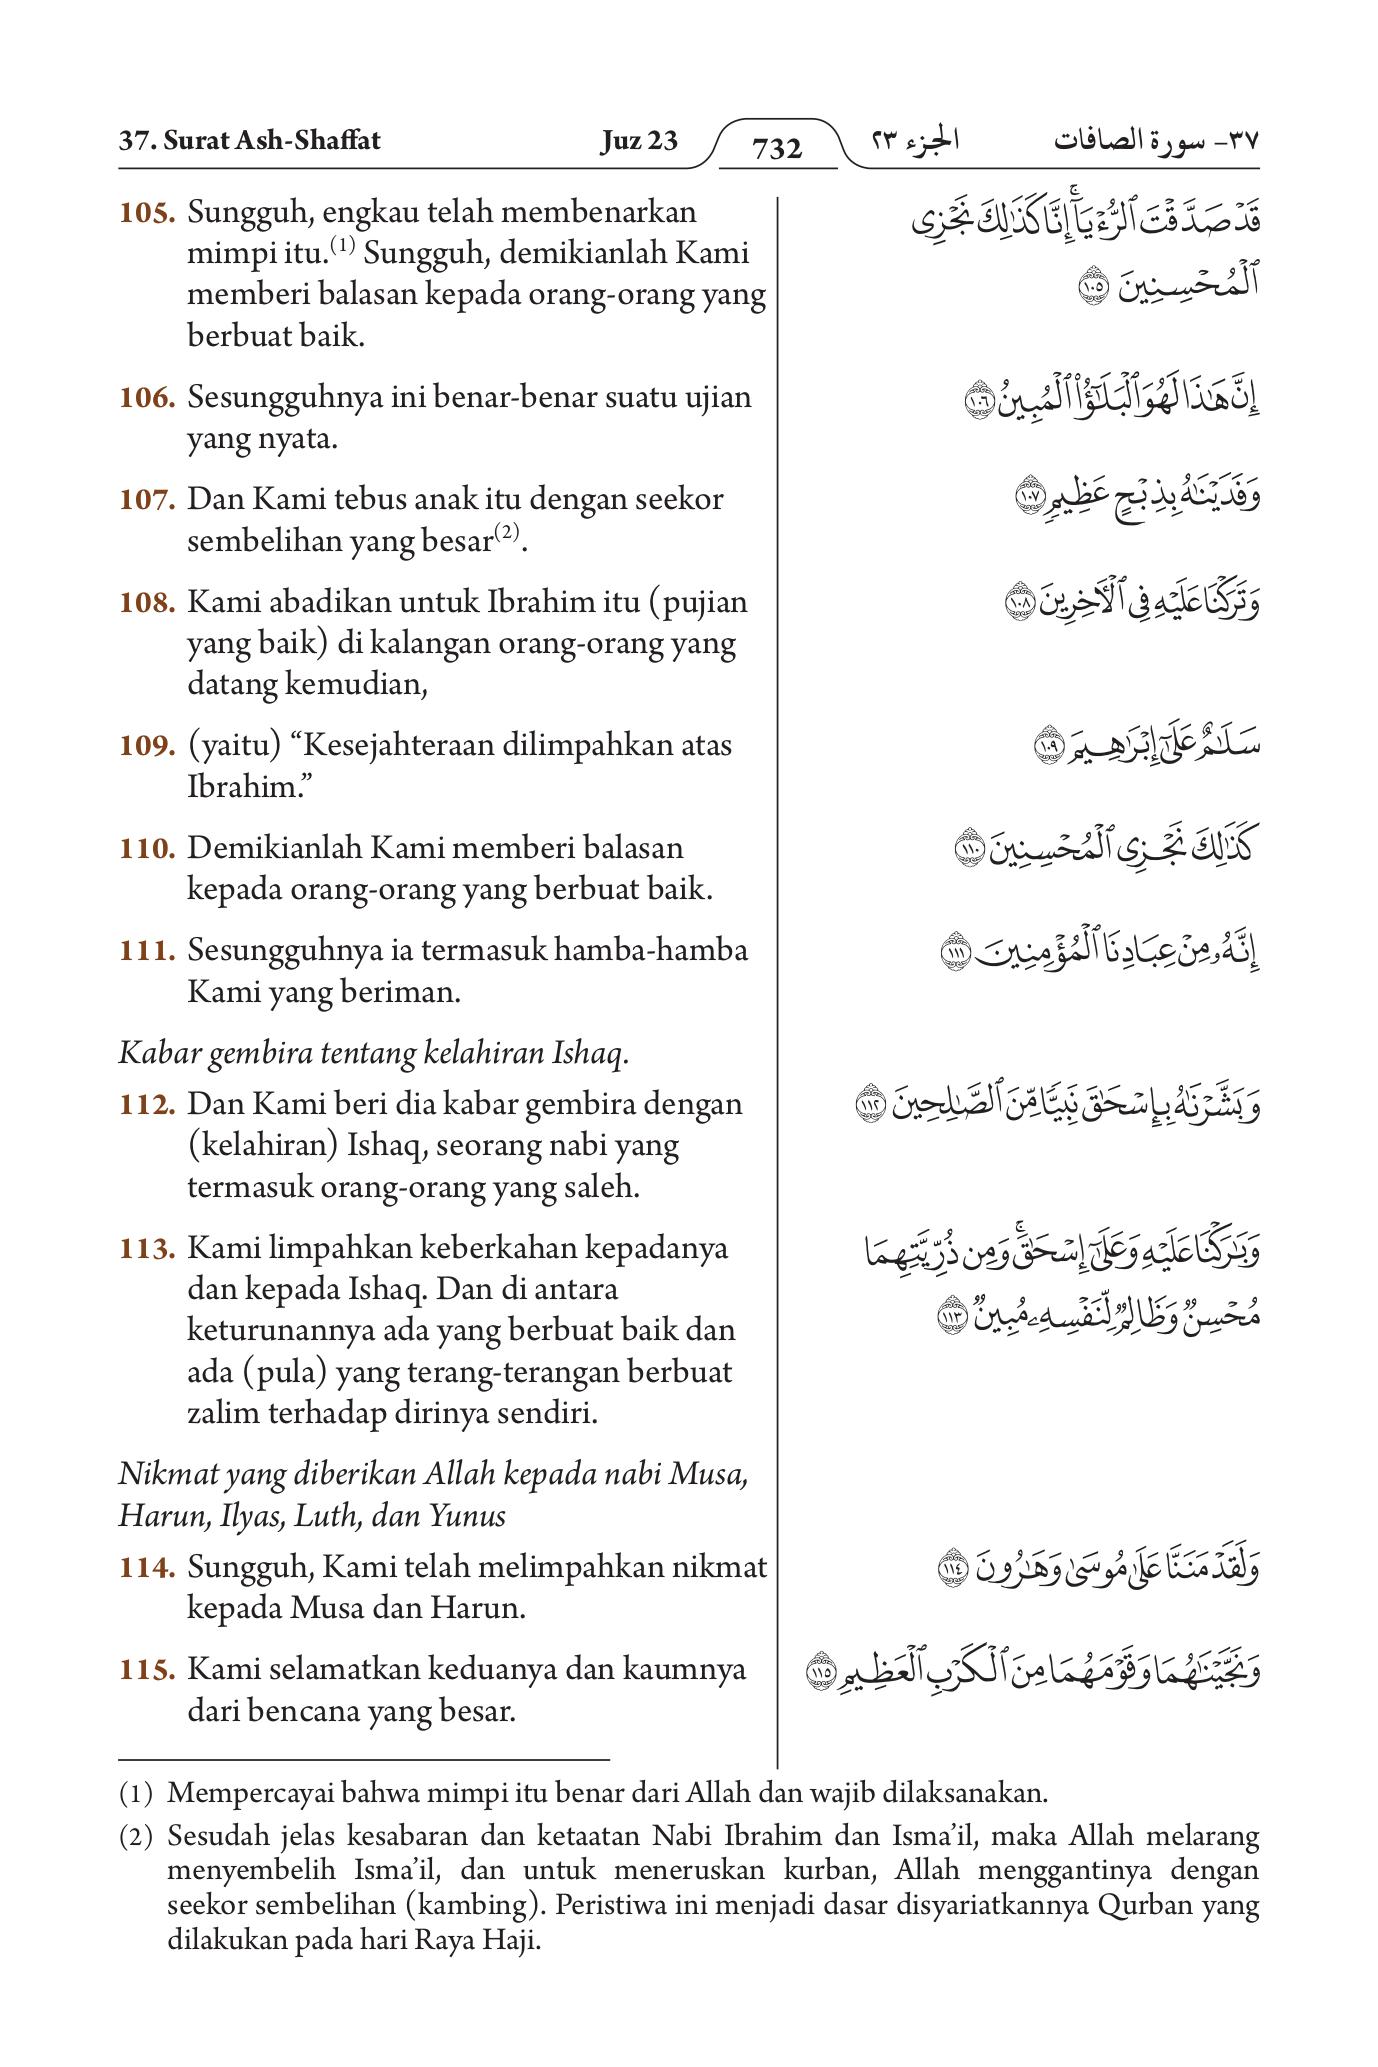 37. Surat Ash-Shaffat Juz 23 732 الجزء ٢٣ ٣٧- سورة الصافات
105. Sungguh, engkau telah membenarkan
mimpi itu.(1) Sungguh, demikianlah Kami
memberi balasan kepada orang-orang yang
berbuat baik.
106. Sesungguhnya ini benar-benar suatu ujian
yang nyata.
107. Dan Kami tebus anak itu dengan seekor
sembelihan yang besar(2).
108. Kami abadikan untuk Ibrahim itu (pujian
yang baik) di kalangan orang-orang yang
datang kemudian,
109. (yaitu) “Kesejahteraan dilimpahkan atas
Ibrahim.”
110. Demikianlah Kami memberi balasan
kepada orang-orang yang berbuat baik.
111. Sesungguhnya ia termasuk hamba-hamba
Kami yang beriman.
Kabar gembira tentang kelahiran Ishaq.
112. Dan Kami beri dia kabar gembira dengan
(kelahiran) Ishaq, seorang nabi yang
termasuk orang-orang yang saleh.
113. Kami limpahkan keberkahan kepadanya
dan kepada Ishaq. Dan di antara
keturunannya ada yang berbuat baik dan
ada (pula) yang terang-terangan berbuat
zalim terhadap dirinya sendiri.
Nikmat yang diberikan Allah kepada nabi Musa,
Harun, Ilyas, Luth, dan Yunus
114. Sungguh, Kami telah melimpahkan nikmat
kepada Musa dan Harun.
115. Kami selamatkan keduanya dan kaumnya
dari bencana yang besar.
قَدْ صَدَّقْتَ ٱلرُّءْيَآ ۚ إِنَّا كَذَٰلِكَ نَجْزِى
ٱلْمُحْسِنِينَ ١٠٥
إِنَّ هَـٰذَا لَهُوَ ٱلْبَلَـٰٓؤُا۟ ٱلْمُبِينُ ١٠٦
وَفَدَيْنَـٰهُ بِذِبْحٍ عَظِيمٍ ١٠٧
وَتَرَكْنَا عَلَيْهِ فِى ٱلْـَٔاخِرِينَ ١٠٨
سَلَـٰمٌ عَلَىٰٓ إِبْرَٰهِيمَ ١٠٩
كَذَٰلِكَ نَجْزِى ٱلْمُحْسِنِينَ ١١٠
إِنَّهُۥ مِنْ عِبَادِنَا ٱلْمُؤْمِنِينَ ١١١
وَبَشَّرْنَـٰهُ بِإِسْحَـٰقَ نَبِيًّا مِّنَ ٱلصَّـٰلِحِينَ ١١٢
وَبَـٰرَكْنَا عَلَيْهِ وَعَلَىٰٓ إِسْحَـٰقَ ۚ وَمِن ذُرِّيَّتِهِمَا
مُحْسِنٌ وَظَالِمٌ لِّنَفْسِهِۦ مُبِينٌ ١١٣
وَلَقَدْ مَنَنَّا عَلَىٰ مُوسَىٰ وَهَـٰرُونَ ١١٤
وَنَجَّيْنَـٰهُمَا وَقَوْمَهُمَا مِنَ ٱلْكَرْبِ ٱلْعَظِيمِ ١١٥
(1) Mempercayai bahwa mimpi itu benar dari Allah dan wajib dilaksanakan.
(2) Sesudah jelas kesabaran dan ketaatan Nabi Ibrahim dan Isma’il, maka Allah melarang
menyembelih Isma’il, dan untuk meneruskan kurban, Allah menggantinya dengan
seekor sembelihan (kambing). Peristiwa ini menjadi dasar disyariatkannya Qurban yang
dilakukan pada hari Raya Haji.